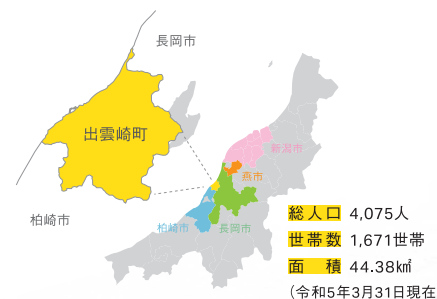 長岡市
出雲崎町
柏崎市
新潟市
燕市
柏崎市
長岡市
総人口 4,075人
世帯数 1,671世帯
面 積 44.38㎢
(令和5年3月31日現在